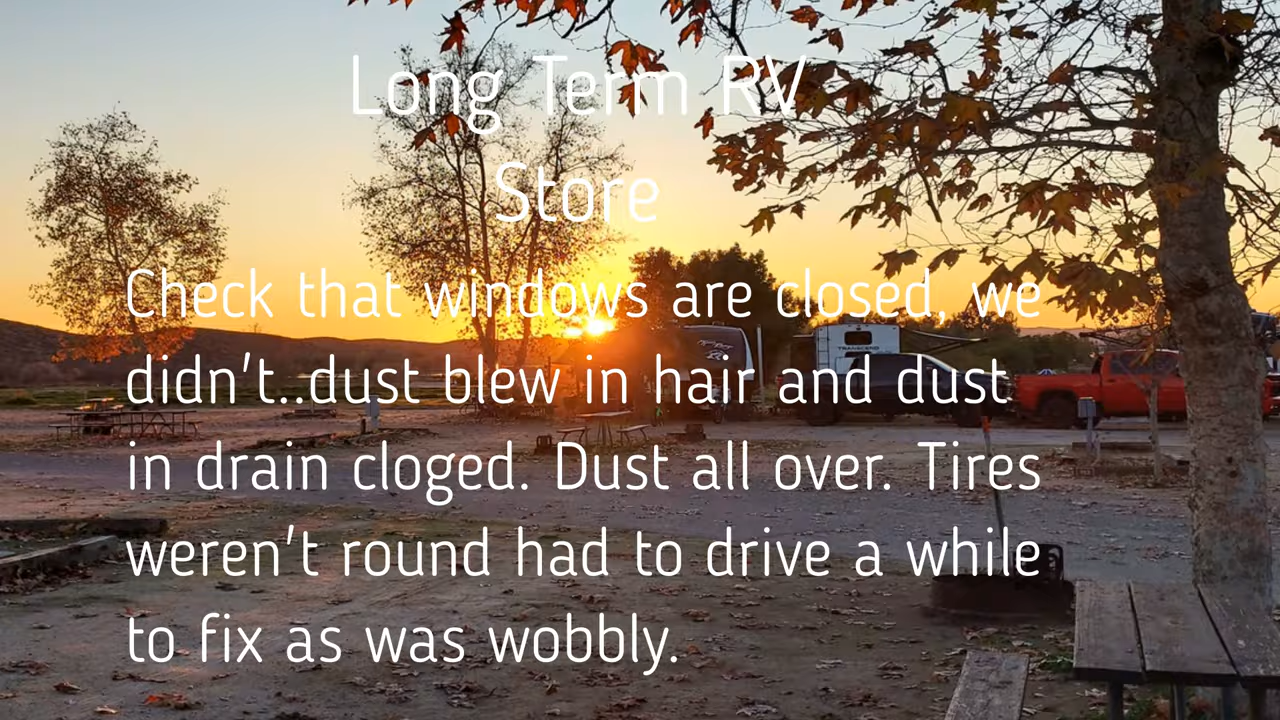 Long Term RV
Store
Check that windows are closed, we
didn't..dust blew in hair and dust
in drain cloged. Dust all over. Tires
weren't round had to drive a while
to fix as was wobbly.
TRANSCEND